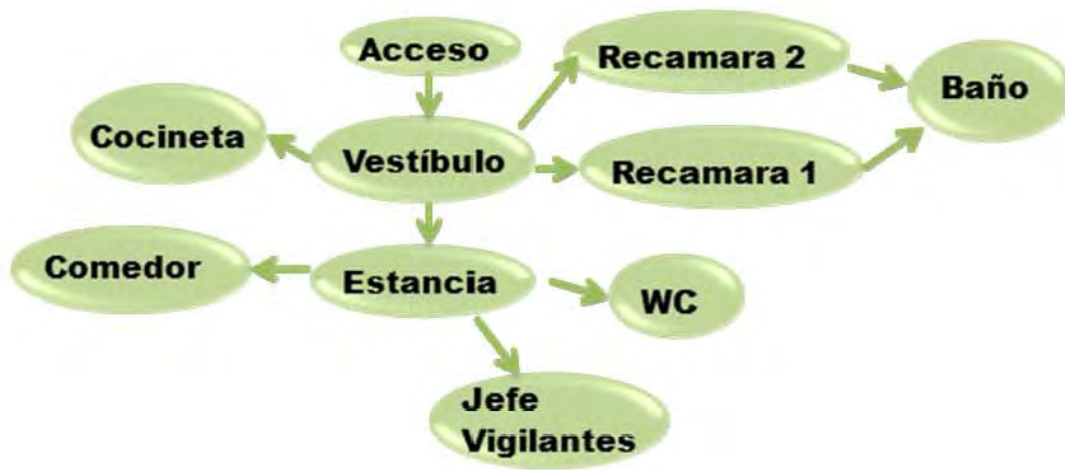 Acceso
Recamara 2
Baño
Cocineta
Vestíbulo
Recamara 1
Comedor
Estancia
WC
Jefe
Vigilantes